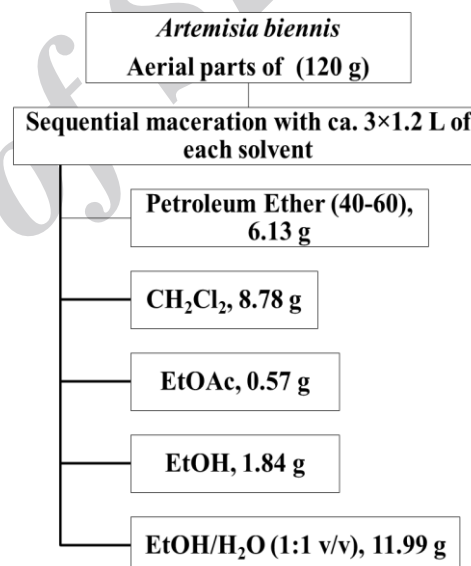 Artemisia biennis
Aerial parts of (120 g)
Sequential maceration with ca. 3×1.2 L of
each solvent
Petroleum Ether (40-60),
6.13 g
CH₂Cl₂, 8.78 g
EtOAc, 0.57 g
EtOH, 1.84 g
EtOH/H₂O (1:1 v/v), 11.99 g